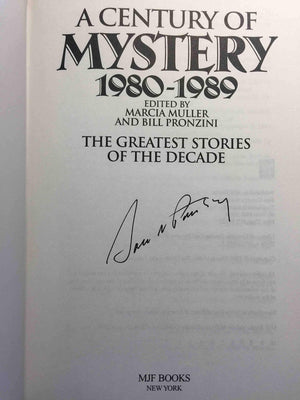 A CENTURY OF
MYSTERY
1980-1989
EDITED BY
MARCIA MULLER
AND BILL PRONZINI
THE GREATEST STORIES
OF THE DECADE
MJF BOOKS
NEW YORK